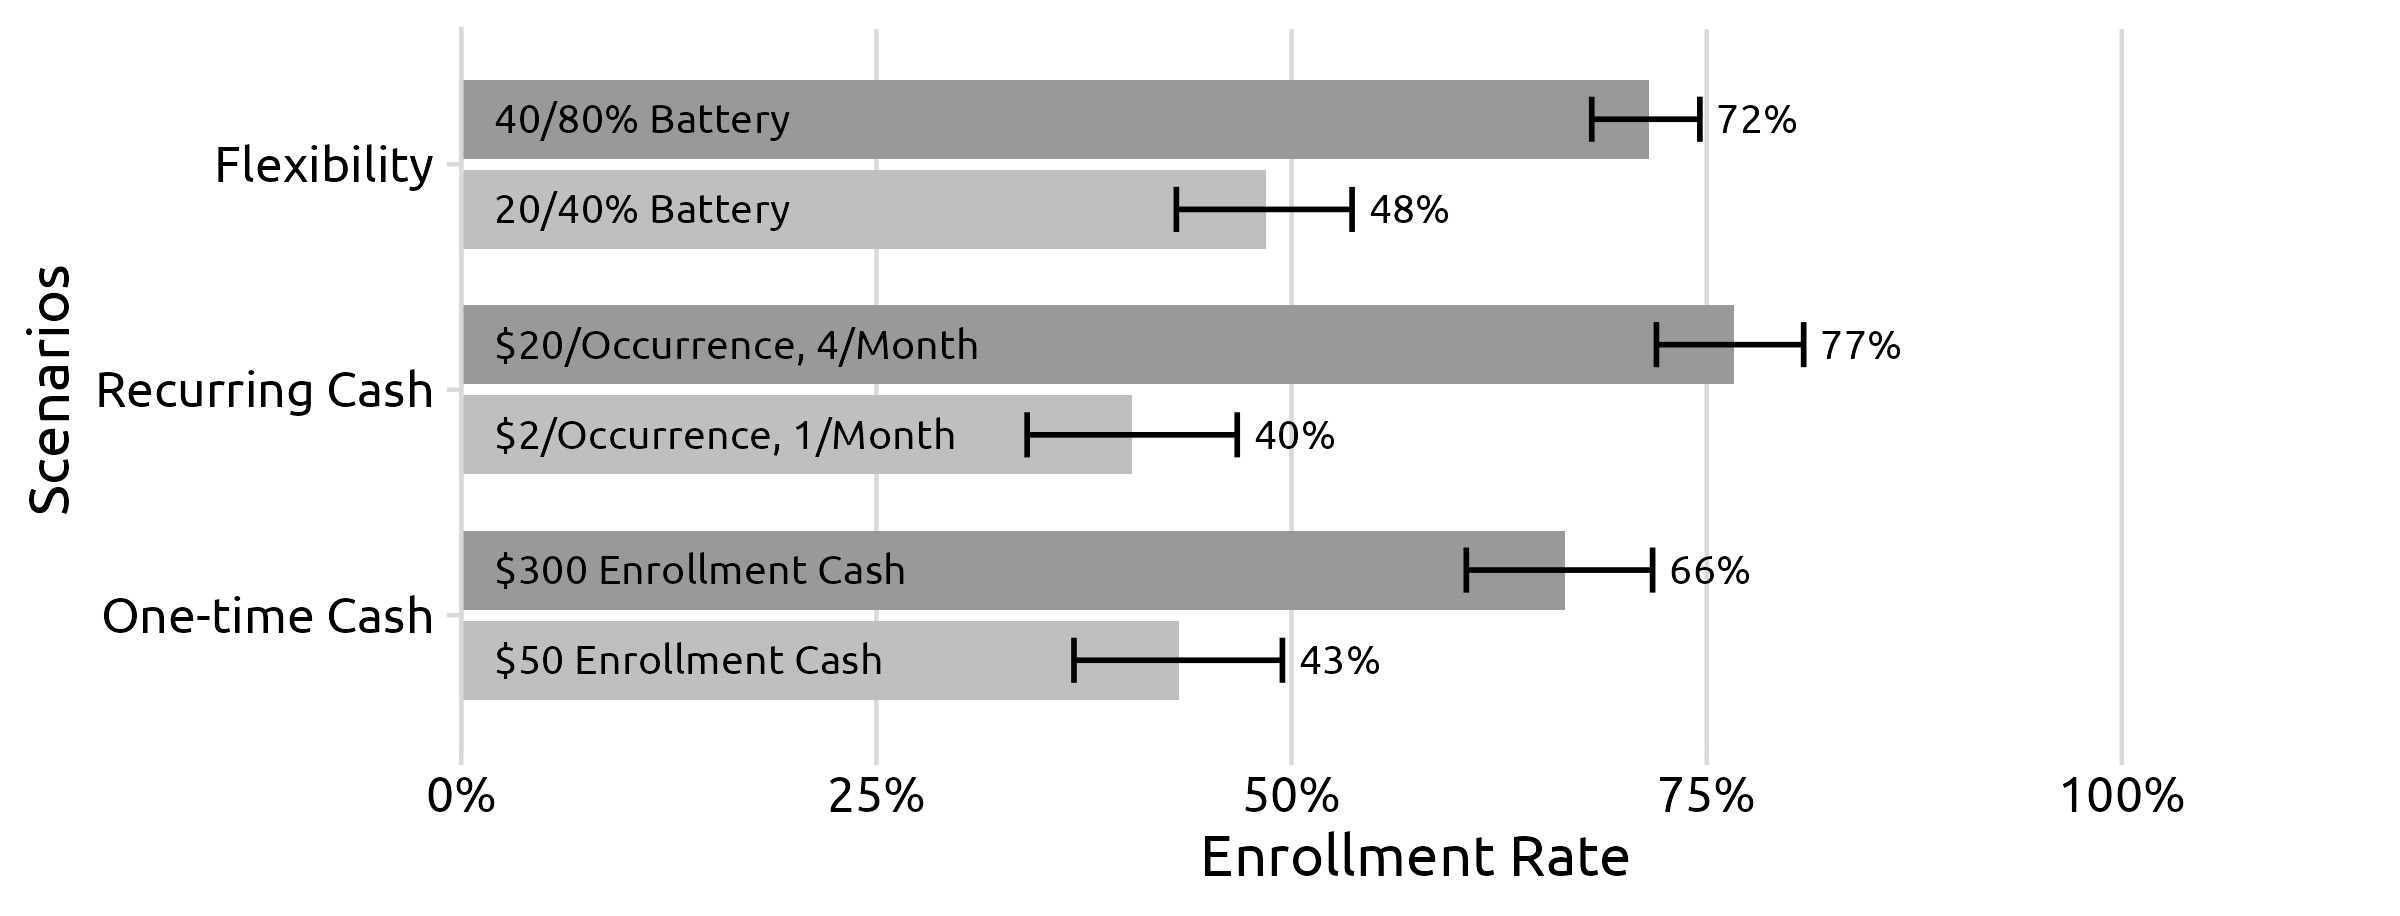 40/80% Battery
72%
Flexibility
20/40% Battery
48%
$20/Occurrence, 4/Month
77%
Recurring Cash
$2/Occurrence, 1/Month
40%
$300 Enrollment Cash
66%
One-time Cash
$50 Enrollment Cash
43%
Scenarios
0%
25%
50%
75%
100%
Enrollment Rate